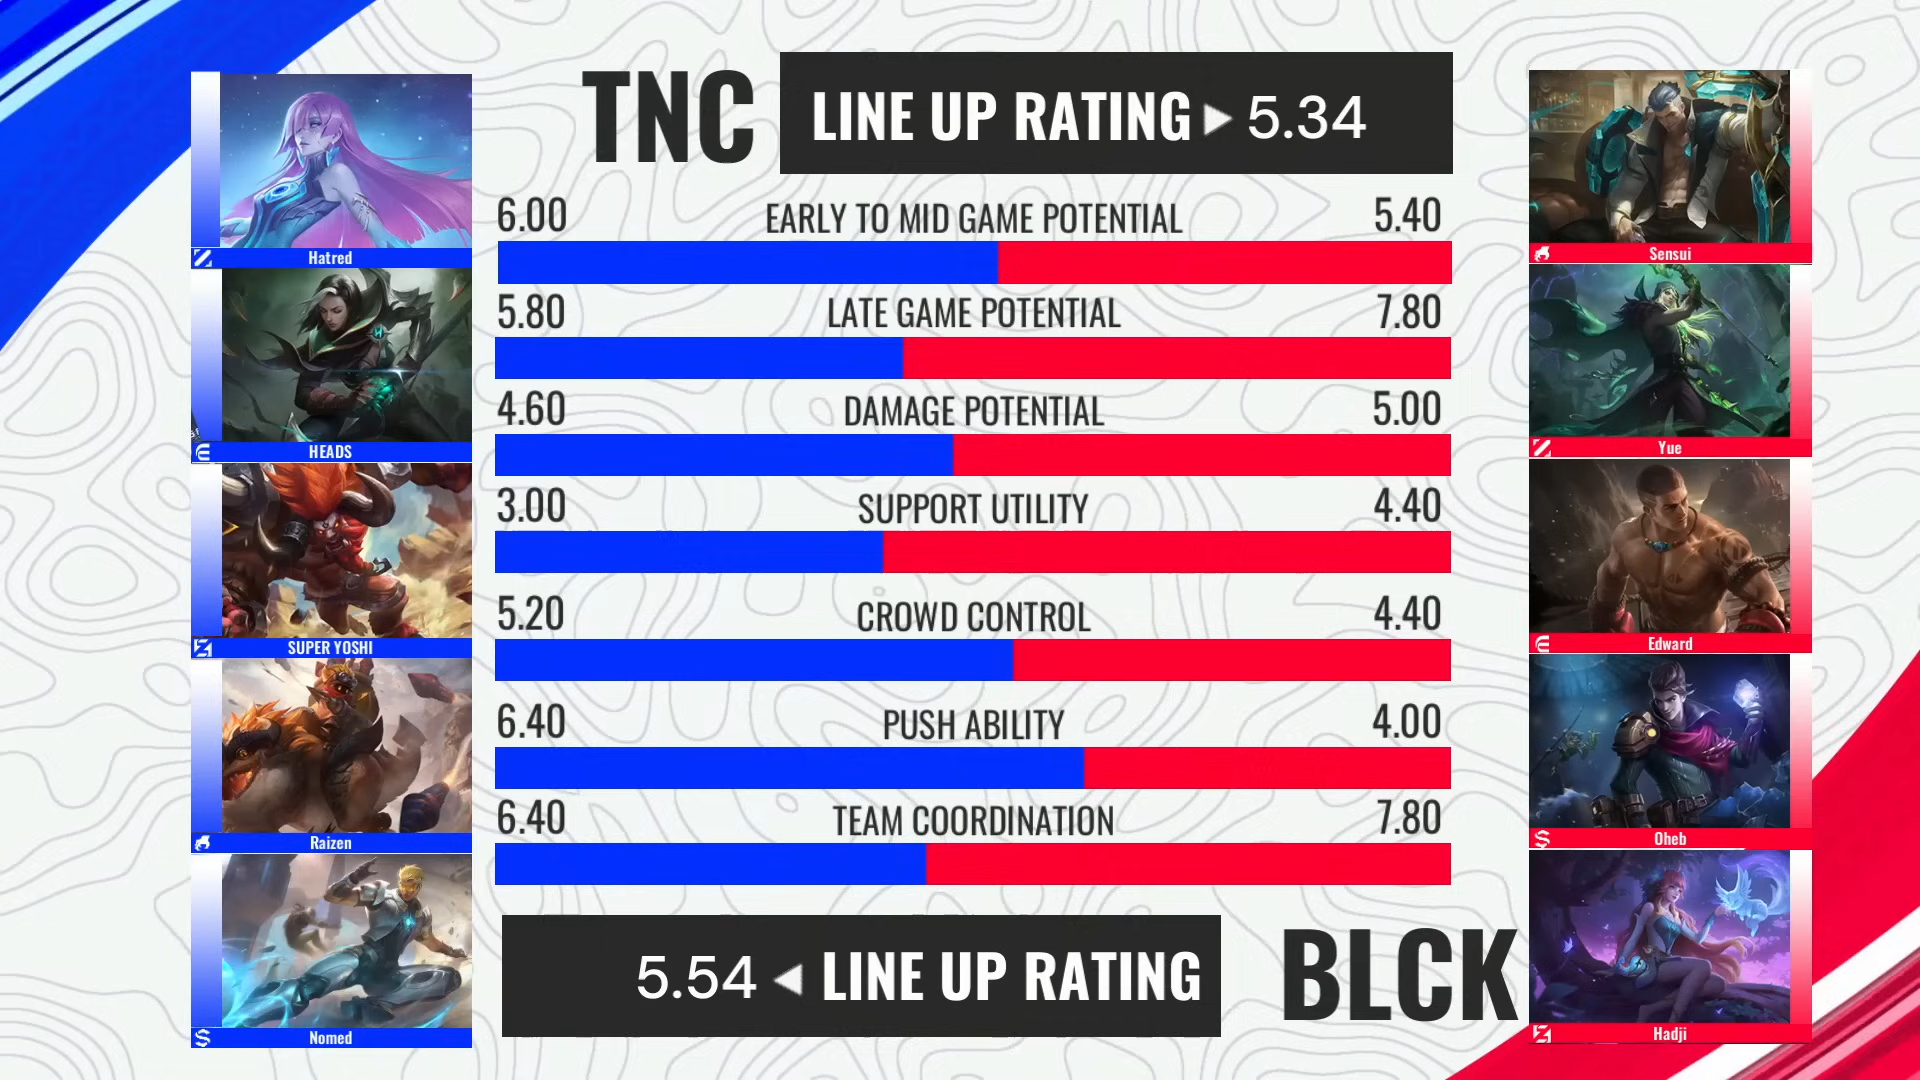 TNC
LINE UP RATING ▶ 5.34
6.00 EARLY TO MID GAME POTENTIAL 5.40
5.80 LATE GAME POTENTIAL 7.80
4.60 DAMAGE POTENTIAL 5.00
3.00 SUPPORT UTILITY 4.40
5.20 CROWD CONTROL 4.40
6.40 PUSH ABILITY 4.00
6.40 TEAM COORDINATION 7.80
5.54 ◀ LINE UP RATING
BLCK
Hatred
HEADS
SUPER YOSHI
Raizen
Nomed
Sensui
Yue
Edward
Oheb
Hadji